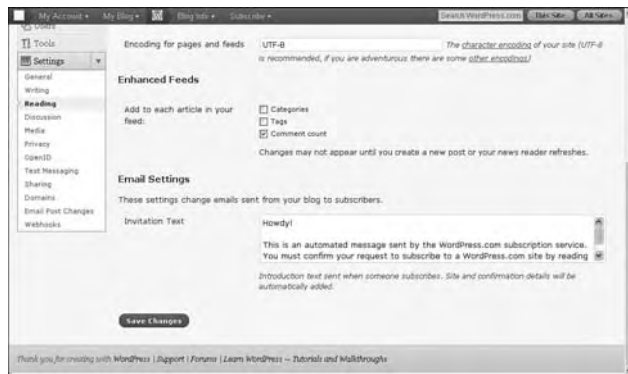 My Account
My Blog
Blog Info
Subscribe
Search WordPress.com
This Site
All Sites
Users
Tools
Settings
General
Writing
Reading
Discussion
Media
Privacy
OpenID
Text Messaging
Sharing
Domains
Email Post Changes
Webhooks
Encoding for pages and feeds
UTF-8
The character encoding of your site (UTF-8
is recommended, if you are adventurous there are some other encodings)
Enhanced Feeds
Add to each article in your
feed:
Categories
Tags
Comment count
Changes may not appear until you create a new post or your news reader refreshes.
Email Settings
These settings change emails sent from your blog to subscribers.
Invitation Text
Howdy!
This is an automated message sent by the WordPress.com subscription service.
You must confirm your request to subscribe to a WordPress.com site by reading
Introduction text sent when someone subscribes. Site and confirmation details will be
automatically added.
Save Changes
Thank you for creating with WordPress | Support | Forums | Learn WordPress — Tutorials and Walkthroughs